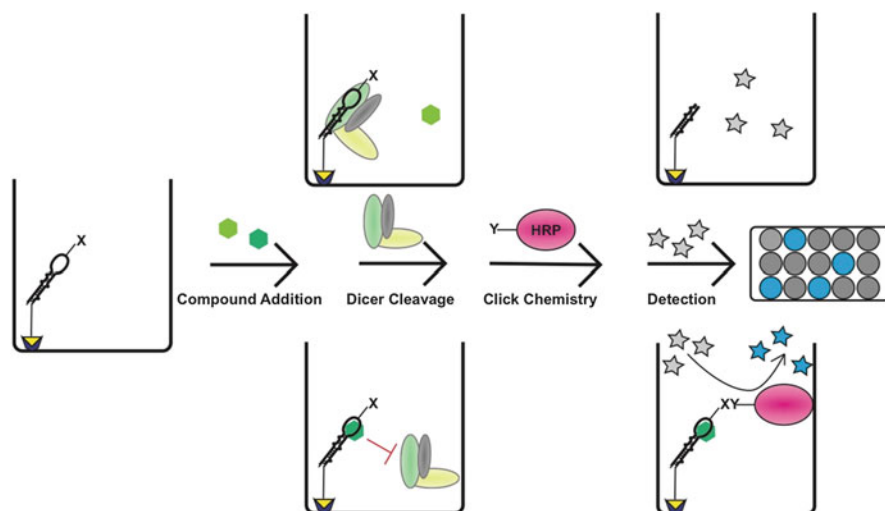 X
X
Y
HRP
Compound Addition
Dicer Cleavage
Click Chemistry
Detection
X
XY